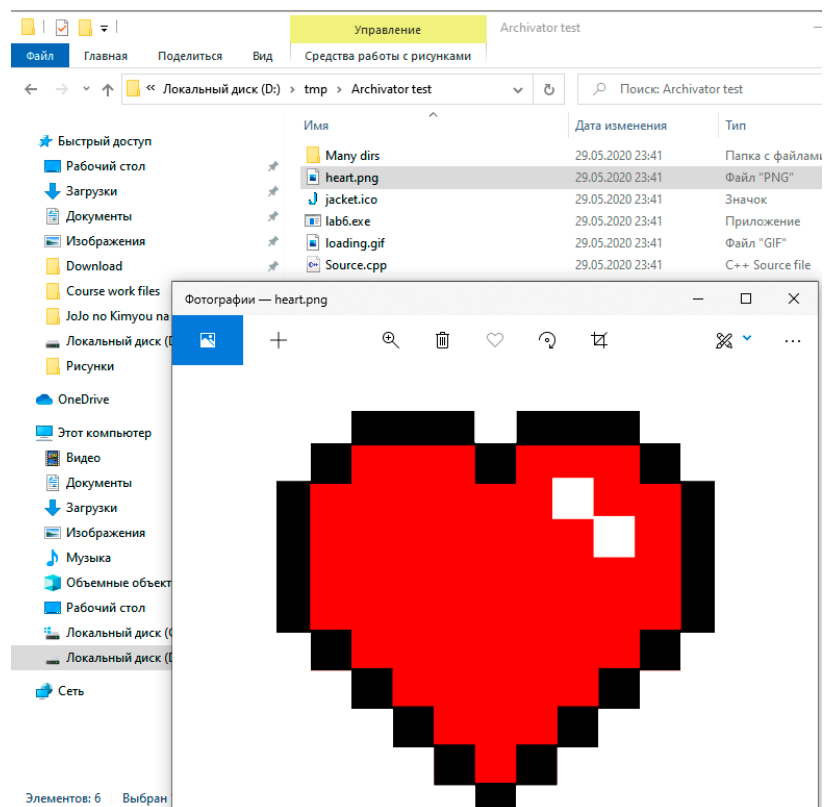 Управление
Archivator test
Файл
Главная
Поделиться
Вид
Средства работы с рисунками
« Локальный диск (D:) › tmp › Archivator test
Поиск: Archivator test
Имя
Дата изменения
Тип
Many dirs
29.05.2020 23:41
Папка с файлами
heart.png
29.05.2020 23:41
Файл "PNG"
jacket.ico
29.05.2020 23:41
Значок
lab6.exe
29.05.2020 23:41
Приложение
loading.gif
29.05.2020 23:41
Файл "GIF"
Source.cpp
29.05.2020 23:41
C++ Source file
Быстрый доступ
Рабочий стол
Загрузки
Документы
Изображения
Download
Course work files
JoJo no Kimyou na
Локальный диск (
Рисунки
OneDrive
Этот компьютер
Видео
Документы
Загрузки
Изображения
Музыка
Объемные объект
Рабочий стол
Локальный диск (
Локальный диск (
Сеть
Элементов: 6
Выбран
Фотографии — heart.png